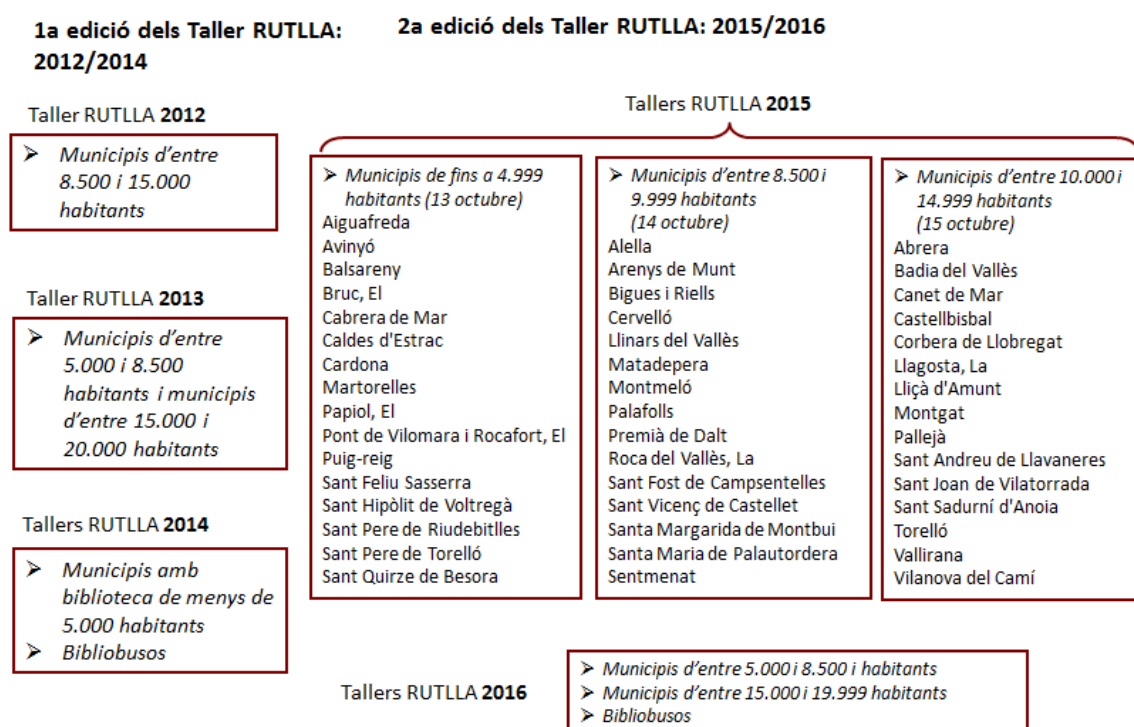 1a edició dels Taller RUTLLA:
2012/2014
2a edició dels Taller RUTLLA: 2015/2016
Taller RUTLLA 2012
➢ Municipis d'entre
8.500 i 15.000
habitants
Taller RUTLLA 2013
➢ Municipis d'entre
5.000 i 8.500
habitants i municipis
d'entre 15.000 i
20.000 habitants
Tallers RUTLLA 2014
➢ Municipis amb
biblioteca de menys de
5.000 habitants
➢ Bibliobusos
Tallers RUTLLA 2015
➢ Municipis de fins a 4.999
habitants (13 octubre)
Aiguafreda
Avinyó
Balsareny
Bruc, El
Cabrera de Mar
Caldes d'Estrac
Cardona
Martorelles
Papiol, El
Pont de Vilomara i Rocafort, El
Puig-reig
Sant Feliu Sasserra
Sant Hipòlit de Voltregà
Sant Pere de Riudebitlles
Sant Pere de Torelló
Sant Quirze de Besora
➢ Municipis d'entre 8.500 i
9.999 habitants
(14 octubre)
Alella
Arenys de Munt
Bigues i Riells
Cervelló
Llinars del Vallès
Matadepera
Montmeló
Palafolls
Premià de Dalt
Roca del Vallès, La
Sant Fost de Campsentelles
Sant Vicenç de Castellet
Santa Margarida de Montbui
Santa Maria de Palautordera
Sentmenat
➢ Municipis d'entre 10.000 i
14.999 habitants
(15 octubre)
Abrera
Badia del Vallès
Canet de Mar
Castellbisbal
Corbera de Llobregat
Llagosta, La
Lliçà d'Amunt
Montgat
Pallejà
Sant Andreu de Llavaneres
Sant Joan de Vilatorrada
Sant Sadurní d'Anoia
Torelló
Vallirana
Vilanova del Camí
Tallers RUTLLA 2016
➢ Municipis d'entre 5.000 i 8.500 i habitants
➢ Municipis d'entre 15.000 i 19.999 habitants
➢ Bibliobusos